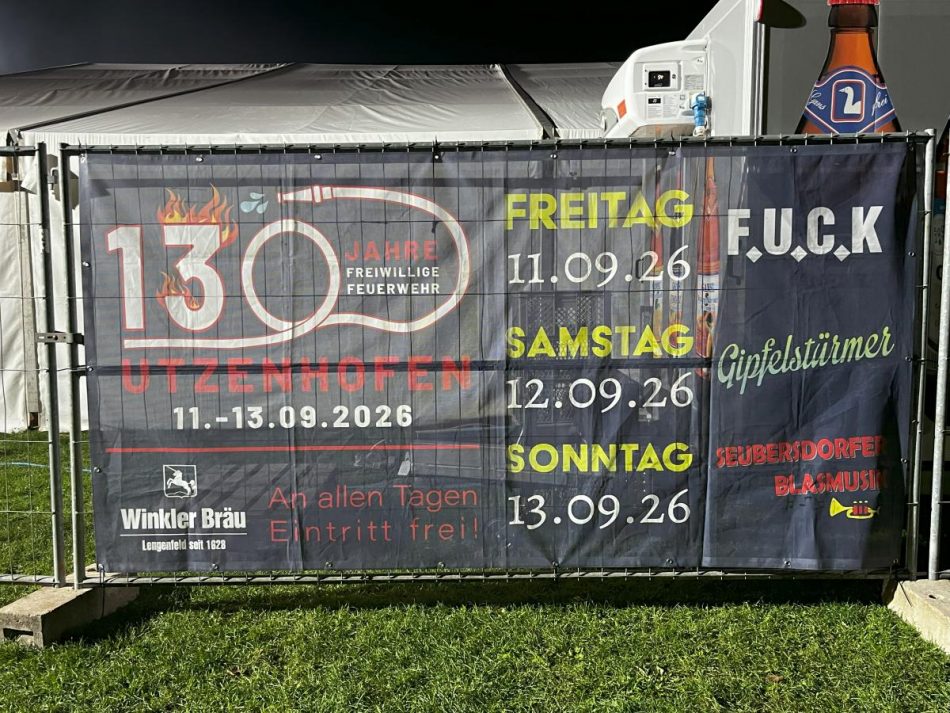 130
JAHRE
FREIWILLIGE
FEUERWEHR
UTZENHOFEN
11.-13.09.2026
Winkler Bräu
Lengenfeld seit 1628
An allen Tagen
Eintritt frei!
FREITAG
11.09.26
F.U.C.K
SAMSTAG
12.09.26
Gipfelstürmer
SONNTAG
13.09.26
SEUBERSDORFER
BLASMUSIK
frei